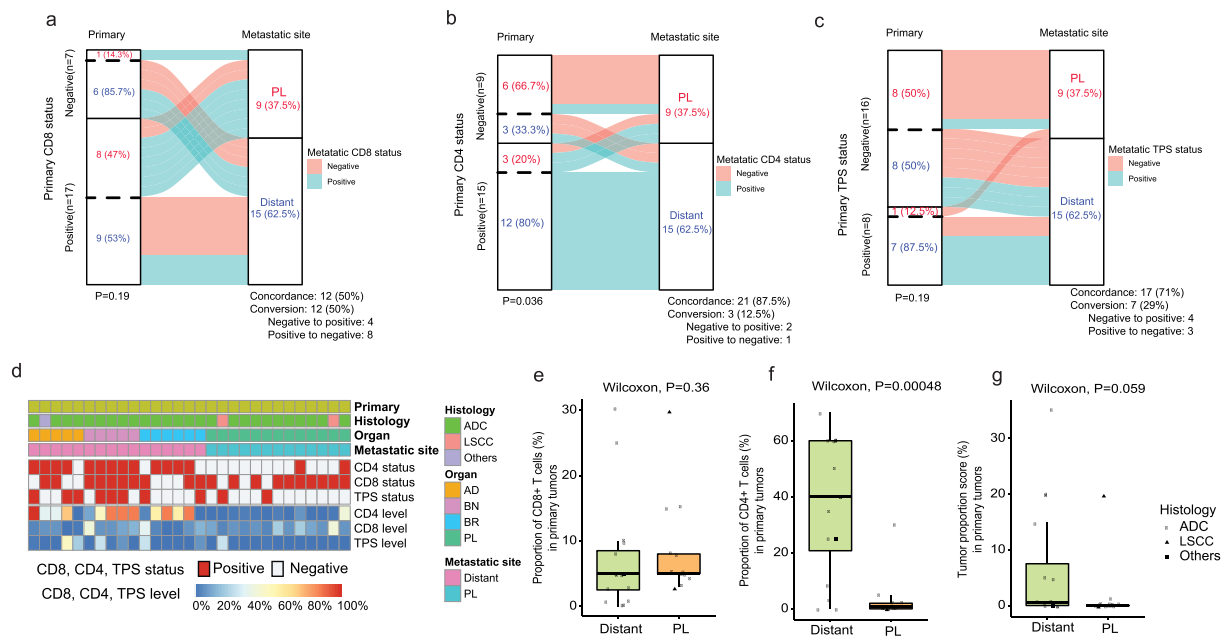 a
Primary
Metastatic site
Primary CD8 status
Negative(n=7)
Positive(n=17)
1 (14.3%)
6 (85.7%)
8 (47%)
9 (53%)
PL
9 (37.5%)
Distant
15 (62.5%)
Metatatic CD8 status
Negative
Positive
P=0.19
Concordance: 12 (50%)
Conversion: 12 (50%)
Negative to positive: 4
Positive to negative: 8
b
Primary
Metastatic site
Primary CD4 status
Negative(n=9)
Positive(n=15)
6 (66.7%)
3 (33.3%)
3 (20%)
12 (80%)
PL
9 (37.5%)
Distant
15 (62.5%)
Metatatic CD4 status
Negative
Positive
P=0.036
Concordance: 21 (87.5%)
Conversion: 3 (12.5%)
Negative to positive: 2
Positive to negative: 1
c
Primary
Metastatic site
Primary TPS status
Negative(n=16)
Positive(n=8)
8 (50%)
8 (50%)
1 (12.5%)
7 (87.5%)
PL
9 (37.5%)
Distant
15 (62.5%)
Metatatic TPS status
Negative
Positive
P=0.19
Concordance: 17 (71%)
Conversion: 7 (29%)
Negative to positive: 4
Positive to negative: 3
d
Primary
Histology
Organ
Metastatic site
CD4 status
CD8 status
TPS status
CD4 level
CD8 level
TPS level
CD8, CD4, TPS status
Positive
Negative
CD8, CD4, TPS level
0% 20% 40% 60% 80% 100%
Histology
ADC
LSCC
Others
Organ
AD
BN
BR
PL
Metastatic site
Distant
PL
e
Wilcoxon, P=0.36
Proportion of CD8+ T cells (%)
in primary tumors
30
20
10
0
Distant
PL
f
Wilcoxon, P=0.00048
Proportion of CD4+ T cells (%)
in primary tumors
60
40
20
0
Distant
PL
g
Wilcoxon, P=0.059
Tumor proportion score (%)
in primary tumors
30
20
10
0
Distant
PL
Histology
ADC
LSCC
Others